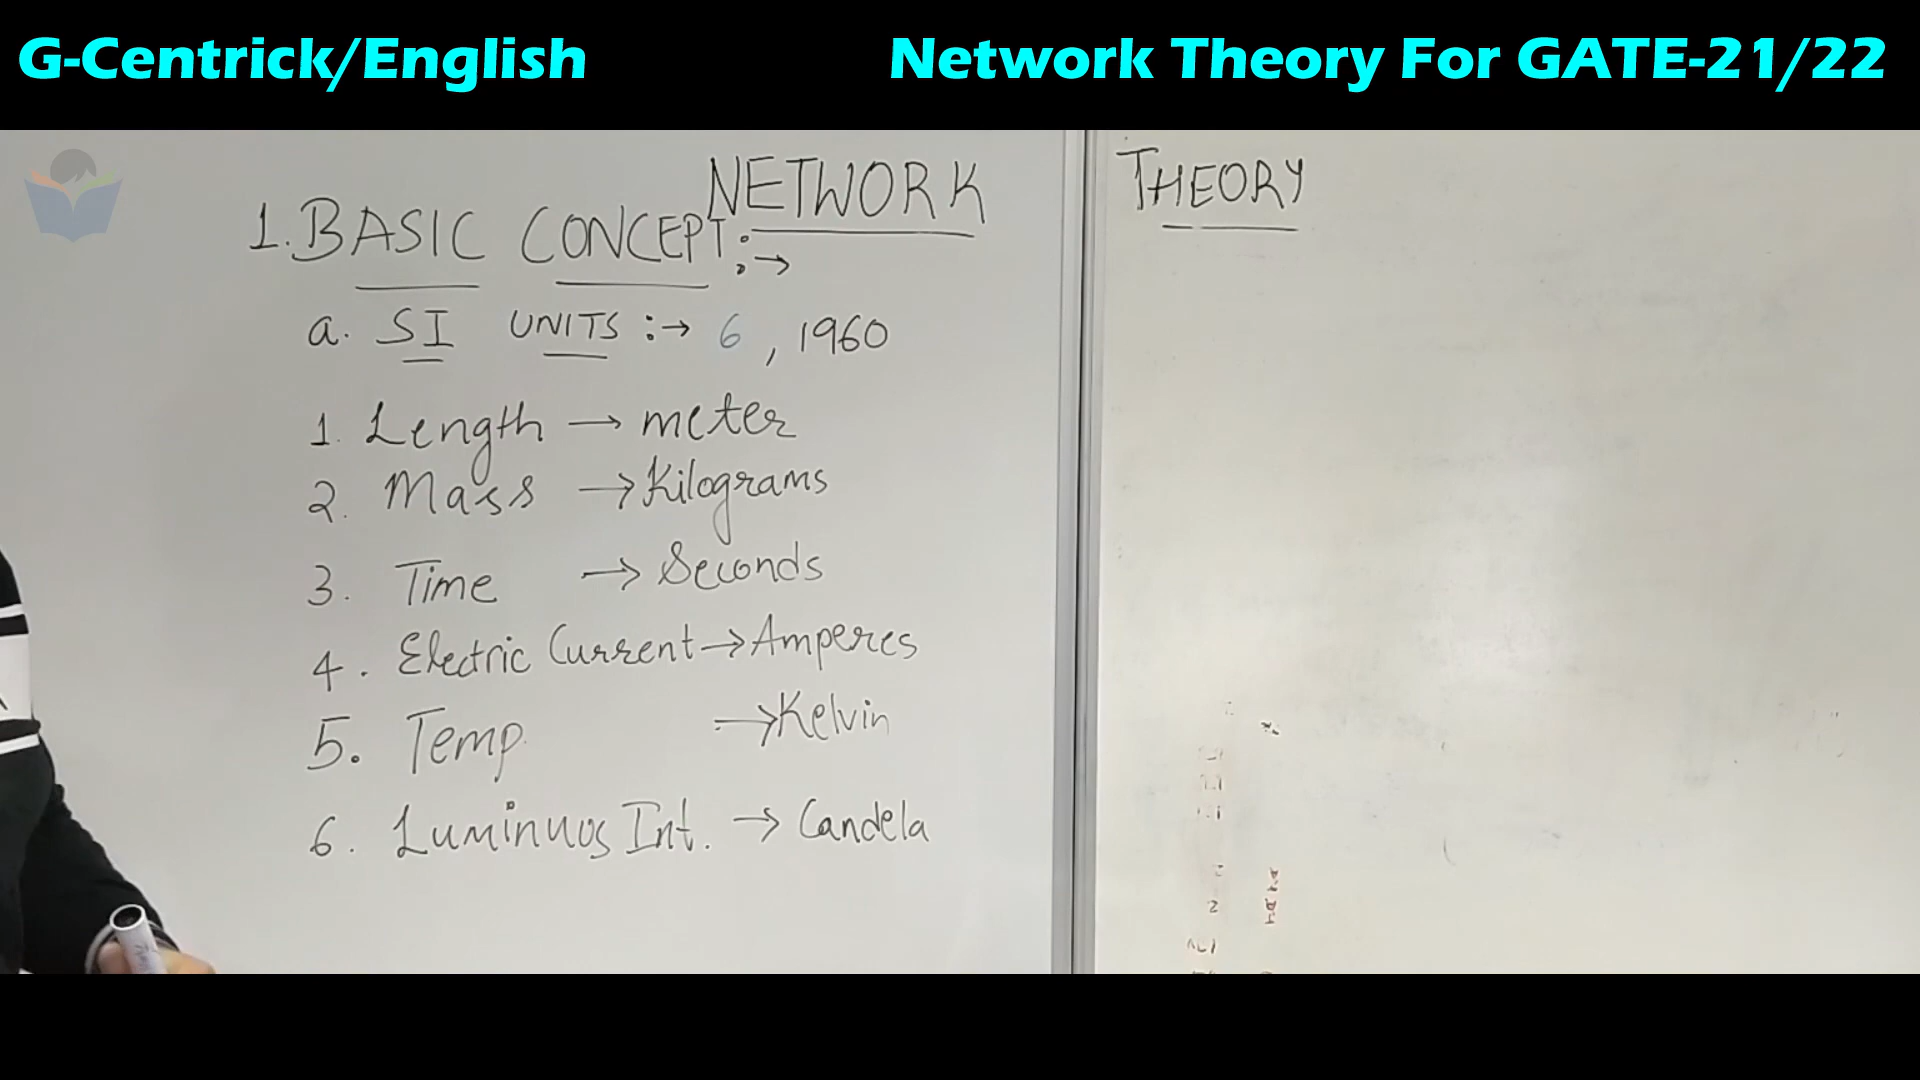 G-Centrick/English
Network Theory For GATE-21/22
NETWORK THEORY
1. BASIC CONCEPT :→
a. SI UNITS :→ 6 , 1960
1. Length → meter
2. Mass → Kilograms
3. Time → Seconds
4. Electric Current → Amperes
5. Temp. → Kelvin
6. Luminuos Int. → Candela